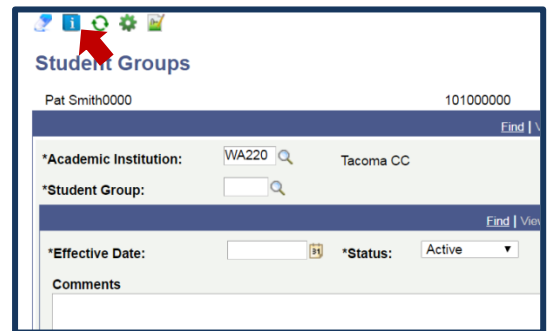 Student Groups
Pat Smith0000 101000000
Find |
*Academic Institution: WA220 Tacoma CC
*Student Group:
Find | View
*Effective Date: 31 *Status: Active
Comments